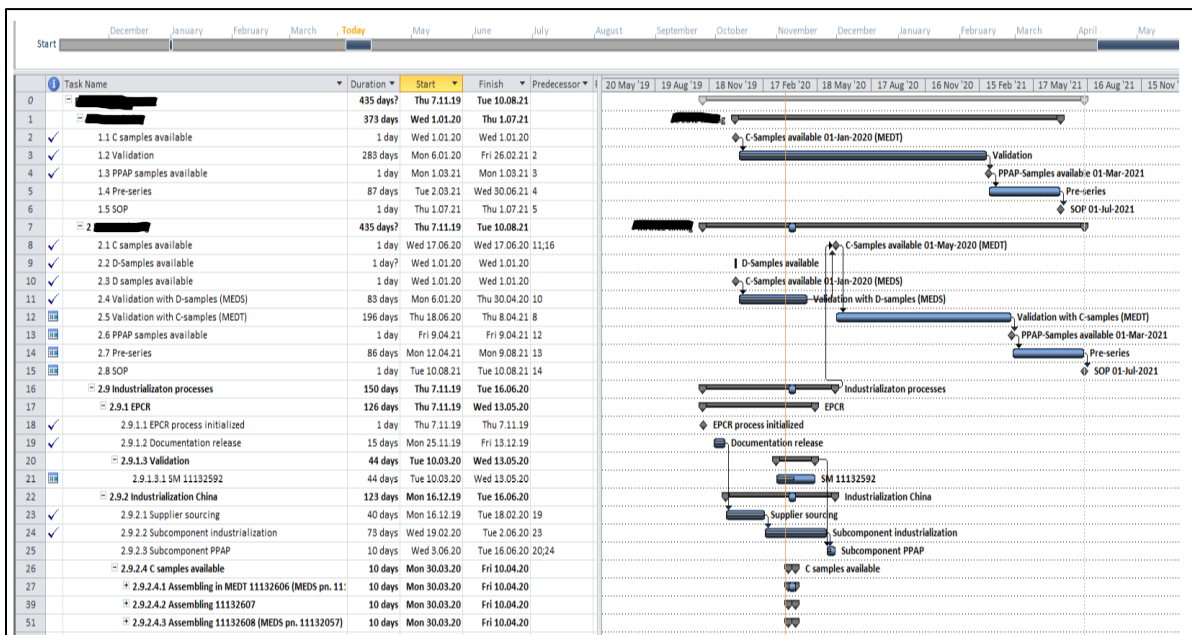 December January February March Today May June July August September October November December January February March April May
Start
Task Name Duration Start Finish Predecessor 20 May '19 19 Aug '19 18 Nov '19 17 Feb '20 18 May '20 17 Aug '20 16 Nov '20 15 Feb '21 17 May '21 16 Aug '21 15 Nov
0 435 days? Thu 7.11.19 Tue 10.08.21
1 373 days Wed 1.01.20 Thu 1.07.21
2 1.1 C samples available 1 day Wed 1.01.20 Wed 1.01.20 C-Samples available 01-Jan-2020 (MEDT)
3 1.2 Validation 283 days Mon 6.01.20 Fri 26.02.21 2 Validation
4 1.3 PPAP samples available 1 day Mon 1.03.21 Mon 1.03.21 3 PPAP-Samples available 01-Mar-2021
5 1.4 Pre-series 87 days Tue 2.03.21 Wed 30.06.21 4 Pre-series
6 1.5 SOP 1 day Thu 1.07.21 Thu 1.07.21 5 SOP 01-Jul-2021
7 2 435 days? Thu 7.11.19 Tue 10.08.21
8 2.1 C samples available 1 day Wed 17.06.20 Wed 17.06.20 11;16 C-Samples available 01-May-2020 (MEDT)
9 2.2 D-Samples available 1 day? Wed 1.01.20 Wed 1.01.20 D-Samples available
10 2.3 D samples available 1 day Wed 1.01.20 Wed 1.01.20 C-Samples available 01-Jan-2020 (MEDS)
11 2.4 Validation with D-samples (MEDS) 83 days Mon 6.01.20 Thu 30.04.20 10 Validation with D-samples (MEDS)
12 2.5 Validation with C-samples (MEDT) 196 days Thu 18.06.20 Thu 8.04.21 8 Validation with C-samples (MEDT)
13 2.6 PPAP samples available 1 day Fri 9.04.21 Fri 9.04.21 12 PPAP-Samples available 01-Mar-2021
14 2.7 Pre-series 86 days Mon 12.04.21 Mon 9.08.21 13 Pre-series
15 2.8 SOP 1 day Tue 10.08.21 Tue 10.08.21 14 SOP 01-Jul-2021
16 2.9 Industrializaton processes 150 days Thu 7.11.19 Tue 16.06.20 Industrializaton processes
17 2.9.1 EPCR 126 days Thu 7.11.19 Wed 13.05.20 EPCR
18 2.9.1.1 EPCR process initialized 1 day Thu 7.11.19 Thu 7.11.19 EPCR process initialized
19 2.9.1.2 Documentation release 15 days Mon 25.11.19 Fri 13.12.19 Documentation release
20 2.9.1.3 Validation 44 days Tue 10.03.20 Wed 13.05.20
21 2.9.1.3.1 SM 11132592 44 days Tue 10.03.20 Wed 13.05.20 SM 11132592
22 2.9.2 Industrialization China 123 days Mon 16.12.19 Tue 16.06.20 Industrialization China
23 2.9.2.1 Supplier sourcing 40 days Mon 16.12.19 Tue 18.02.20 19 Supplier sourcing
24 2.9.2.2 Subcomponent industrialization 73 days Wed 19.02.20 Tue 2.06.20 23 Subcomponent industrialization
25 2.9.2.3 Subcomponent PPAP 10 days Wed 3.06.20 Tue 16.06.20 20;24 Subcomponent PPAP
26 2.9.2.4 C samples available 10 days Mon 30.03.20 Fri 10.04.20 C samples available
27 2.9.2.4.1 Assembling in MEDT 11132606 (MEDS pn. 11: 10 days Mon 30.03.20 Fri 10.04.20
39 2.9.2.4.2 Assembling 11132607 10 days Mon 30.03.20 Fri 10.04.20
51 2.9.2.4.3 Assembling 11132608 (MEDS pn. 11132057) 10 days Mon 30.03.20 Fri 10.04.20